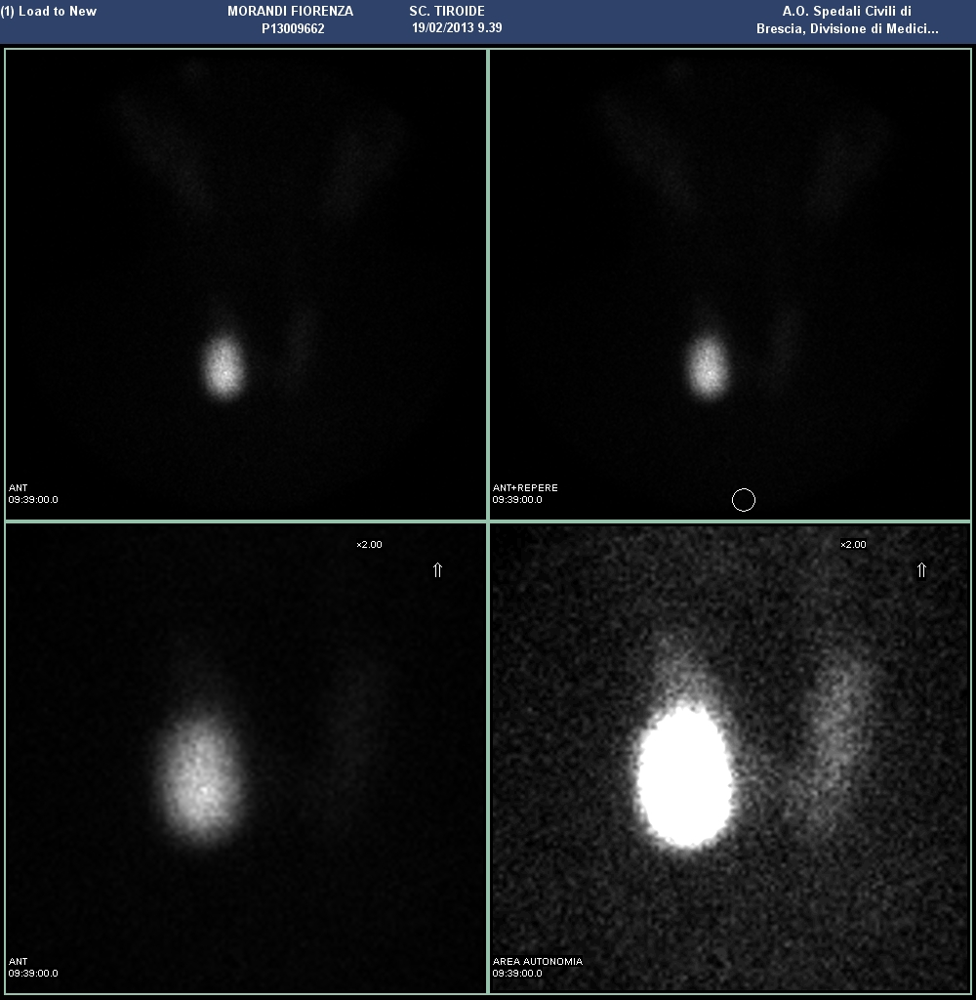 (1) Load to New
MORANDI FIORENZA
P13009662
SC. TIROIDE
19/02/2013 9.39
A.O. Spedali Civili di
Brescia, Divisione di Medici...
ANT
09:39:00.0
ANT+REPERE
09:39:00.0
×2.00
⇑
ANT
09:39:00.0
×2.00
⇑
AREA AUTONOMIA
09:39:00.0